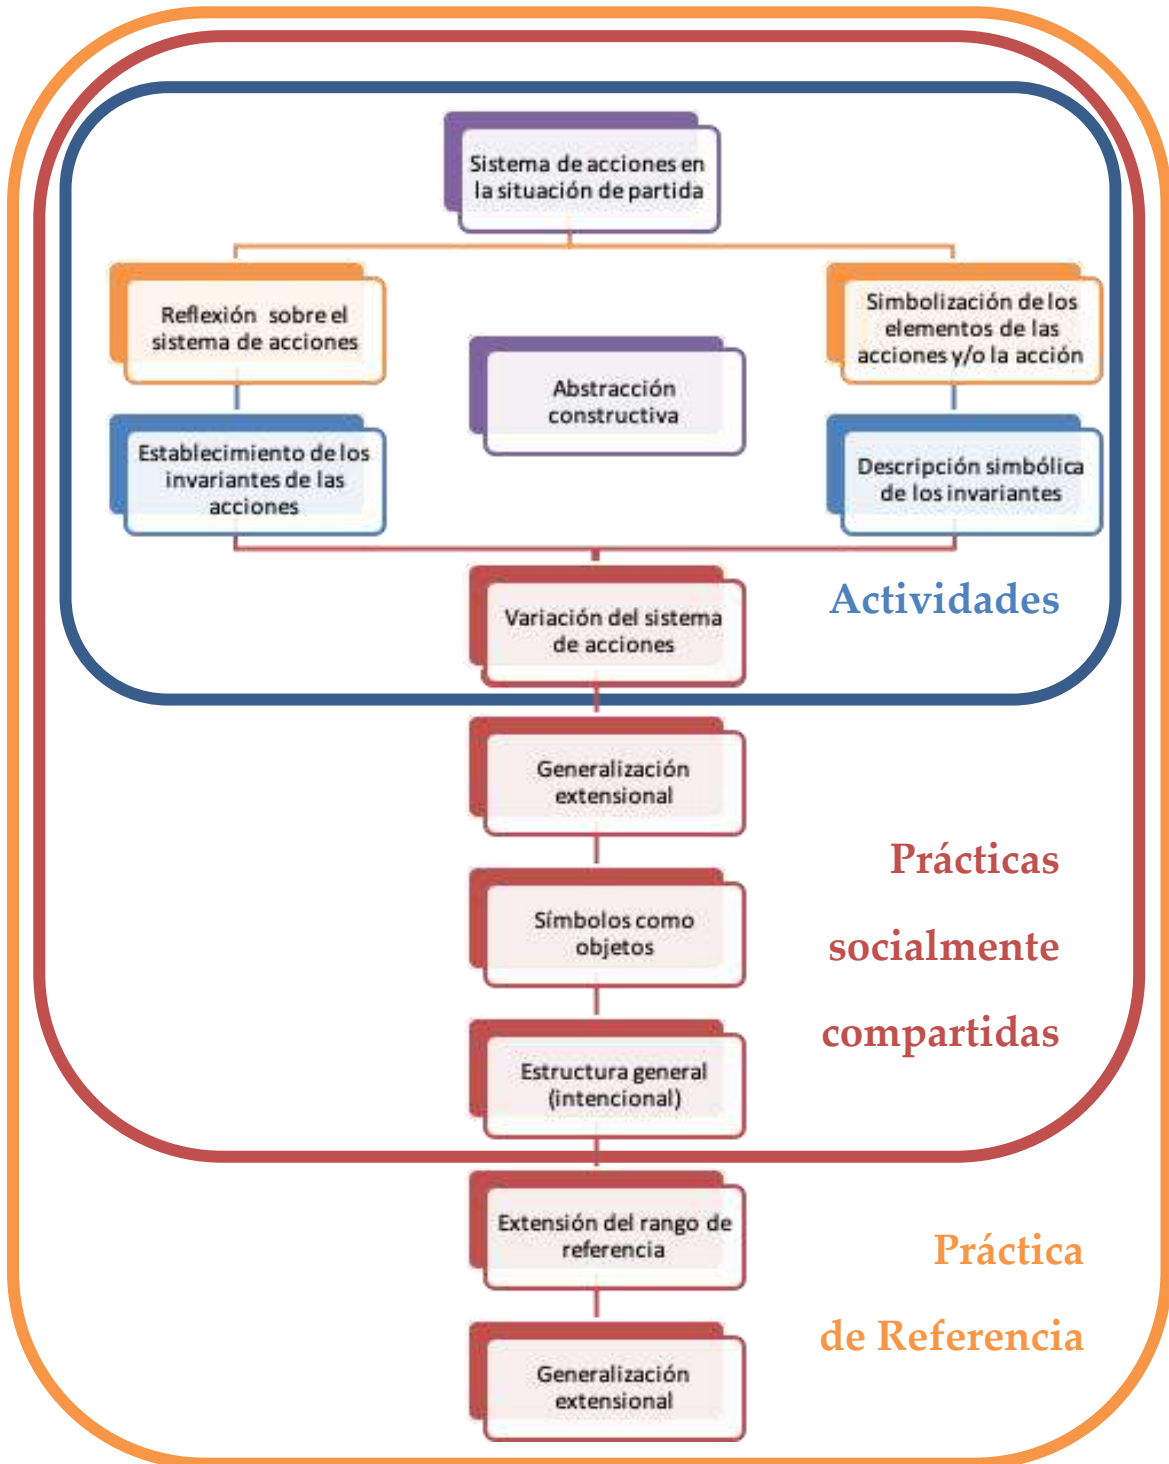 Sistema de acciones en
la situación de partida
Reflexión sobre el
sistema de acciones
Simbolización de los
elementos de las
acciones y/o la acción
Abstracción
constructiva
Establecimiento de los
invariantes de las
acciones
Descripción simbólica
de los invariantes
Variación del sistema
de acciones
Actividades
Generalización
extensional
Símbolos como
objetos
Estructura general
(intencional)
Prácticas
socialmente
compartidas
Extensión del rango de
referencia
Generalización
extensional
Práctica
de Referencia